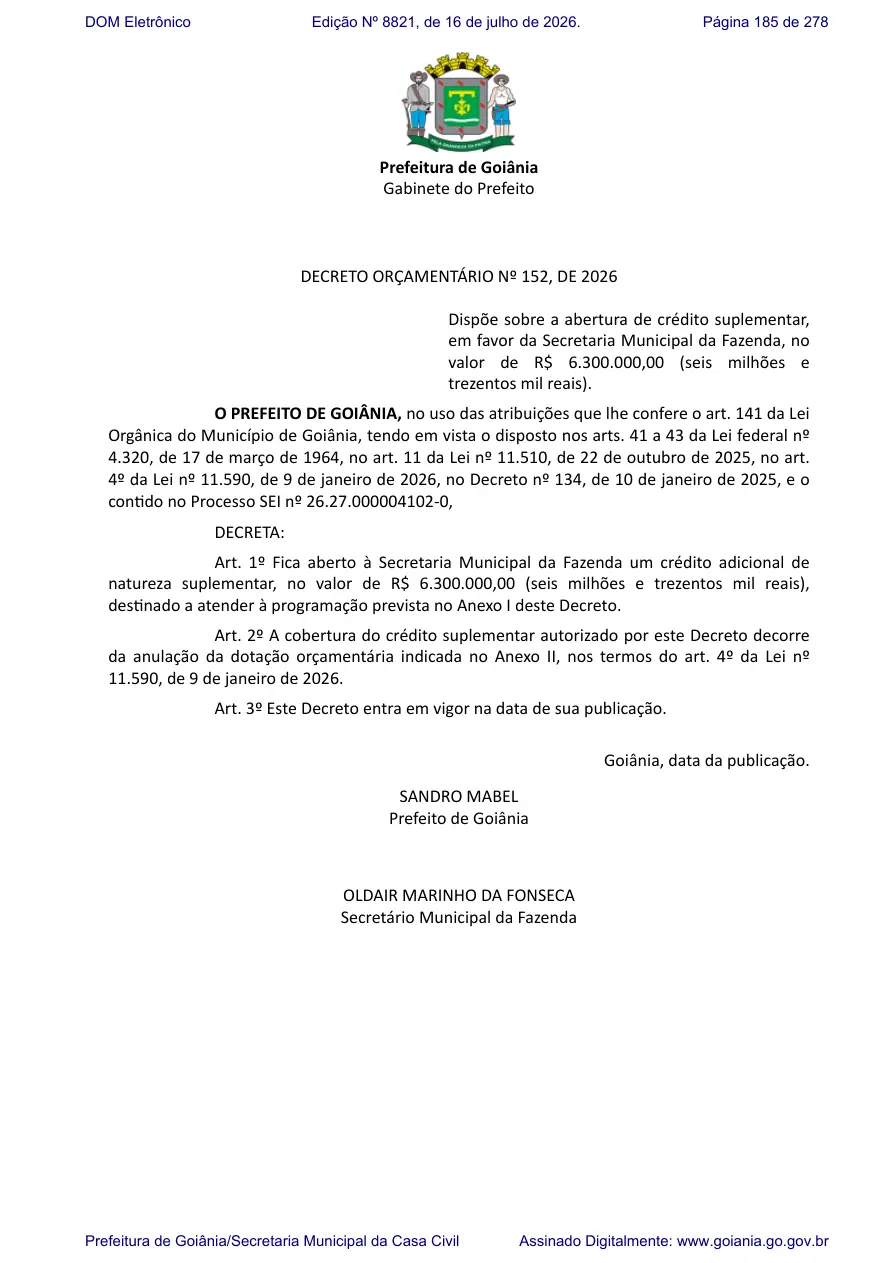 DOM Eletrônico Edição Nº 8821, de 16 de julho de 2026. Página 185 de 278
PELA GRANDEZA DA PÁTRIA
Prefeitura de Goiânia
Gabinete do Prefeito
DECRETO ORÇAMENTÁRIO Nº 152, DE 2026
Dispõe sobre a abertura de crédito suplementar,
em favor da Secretaria Municipal da Fazenda, no
valor de R$ 6.300.000,00 (seis milhões e
trezentos mil reais).
O PREFEITO DE GOIÂNIA, no uso das atribuições que lhe confere o art. 141 da Lei
Orgânica do Município de Goiânia, tendo em vista o disposto nos arts. 41 a 43 da Lei federal nº
4.320, de 17 de março de 1964, no art. 11 da Lei nº 11.510, de 22 de outubro de 2025, no art.
4º da Lei nº 11.590, de 9 de janeiro de 2026, no Decreto nº 134, de 10 de janeiro de 2025, e o
contido no Processo SEI nº 26.27.000004102-0,
DECRETA:
Art. 1º Fica aberto à Secretaria Municipal da Fazenda um crédito adicional de
natureza suplementar, no valor de R$ 6.300.000,00 (seis milhões e trezentos mil reais),
destinado a atender à programação prevista no Anexo I deste Decreto.
Art. 2º A cobertura do crédito suplementar autorizado por este Decreto decorre
da anulação da dotação orçamentária indicada no Anexo II, nos termos do art. 4º da Lei nº
11.590, de 9 de janeiro de 2026.
Art. 3º Este Decreto entra em vigor na data de sua publicação.
Goiânia, data da publicação.
SANDRO MABEL
Prefeito de Goiânia
OLDAIR MARINHO DA FONSECA
Secretário Municipal da Fazenda
Prefeitura de Goiânia/Secretaria Municipal da Casa Civil Assinado Digitalmente: www.goiania.go.gov.br